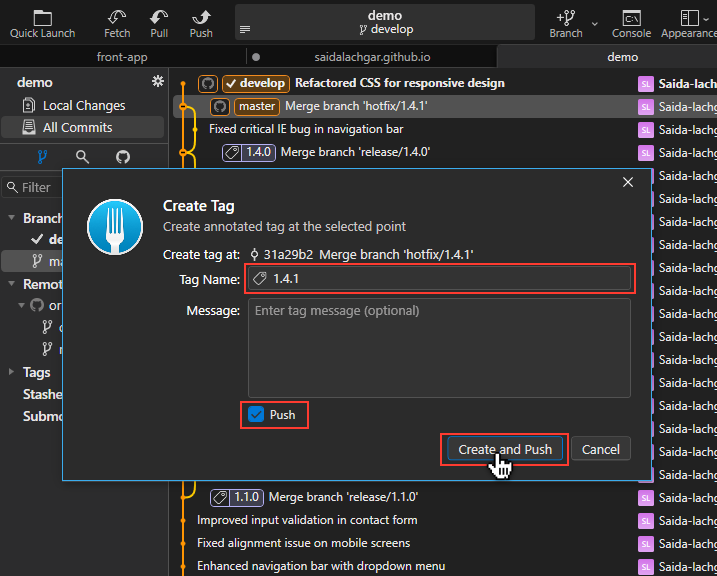 demo
develop
Quick Launch
Fetch
Pull
Push
Branch
Console
Appearance
front-app
saidalachgar.github.io
demo
demo
Local Changes
All Commits
Filter
Branch
de
ma
Remot
or
Tags
Stashe
Submo
develop Refactored CSS for responsive design
master Merge branch 'hotfix/1.4.1'
Fixed critical IE bug in navigation bar
1.4.0 Merge branch 'release/1.4.0'
SL Saida-lach
SL Saida-lachg
SL Saida-lachg
SL Saida-lachg
Saida-lachg
Saida-lachg
Saida-lachg
Saida-lachg
Saida-lachg
Saida-lachg
Saida-lachg
Saida-lachg
Saida-lachg
Saida-lachg
Saida-lachg
Saida-lachg
Saida-lachg
Saida-lachg
SL Saida-lachg
SL Saida-lachg
SL Saida-lachg
SL Saida-lachg
Create Tag
Create annotated tag at the selected point
Create tag at: 31a29b2 Merge branch 'hotfix/1.4.1'
Tag Name: 1.4.1
Message: Enter tag message (optional)
Push
Create and Push
Cancel
1.1.0 Merge branch 'release/1.1.0'
Improved input validation in contact form
Fixed alignment issue on mobile screens
Enhanced navigation bar with dropdown menu